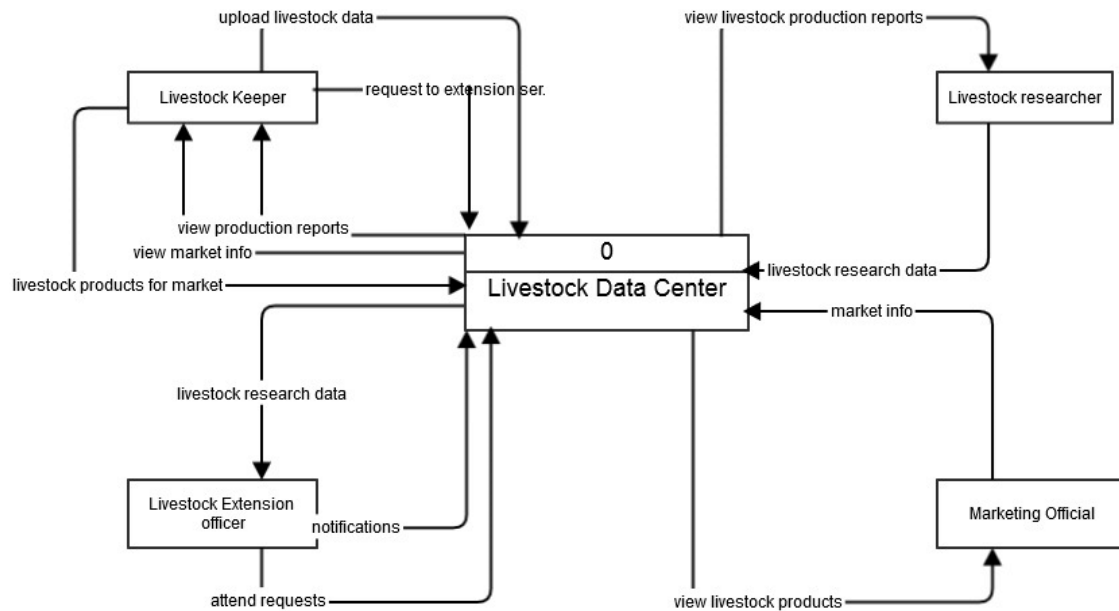 upload livestock data
view livestock production reports
Livestock Keeper
request to extension ser.
Livestock researcher
view production reports
view market info
0
livestock research data
livestock products for market
Livestock Data Center
market info
livestock research data
Livestock Extension
officer
notifications
Marketing Official
attend requests
view livestock products